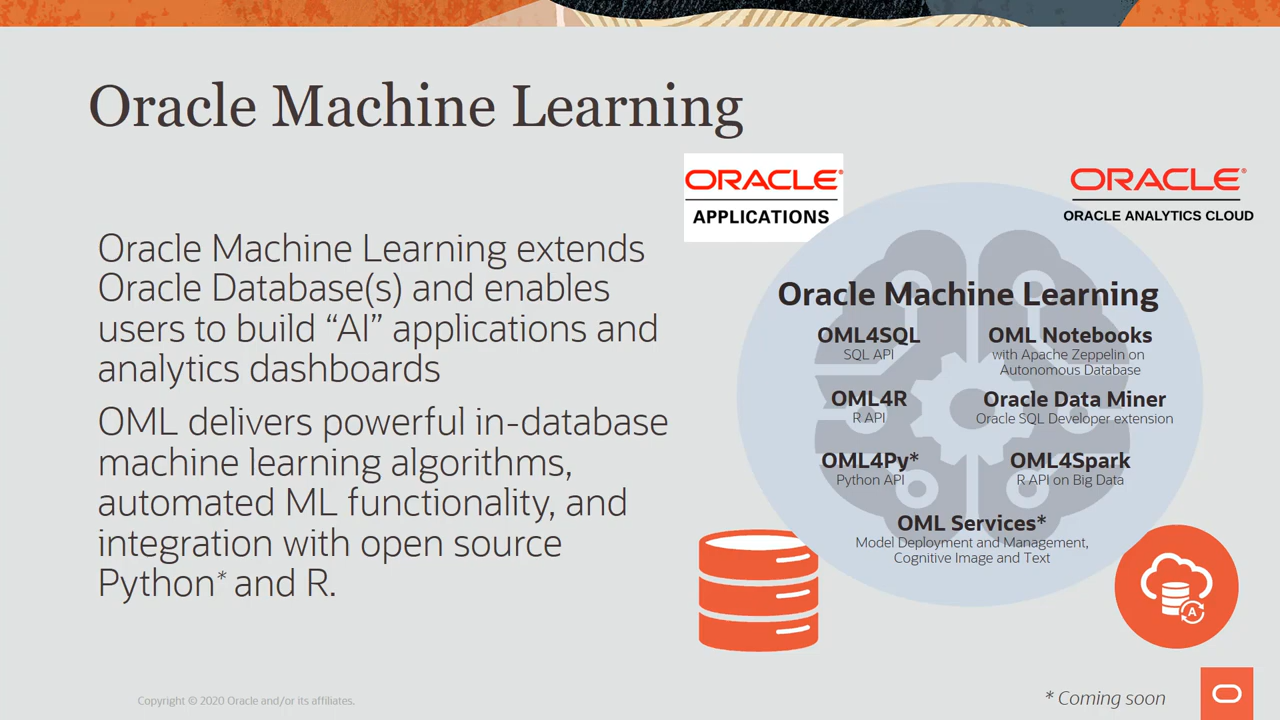 Oracle Machine Learning
Oracle Machine Learning extends
Oracle Database(s) and enables
users to build “AI” applications and
analytics dashboards
OML delivers powerful in-database
machine learning algorithms,
automated ML functionality, and
integration with open source
Python* and R.
ORACLE®
APPLICATIONS
ORACLE®
ORACLE ANALYTICS CLOUD
Oracle Machine Learning
OML4SQL
SQL API
OML Notebooks
with Apache Zeppelin on
Autonomous Database
OML4R
R API
Oracle Data Miner
Oracle SQL Developer extension
OML4Py*
Python API
OML4Spark
R API on Big Data
OML Services*
Model Deployment and Management,
Cognitive Image and Text
A
Copyright © 2020 Oracle and/or its affiliates.
* Coming soon